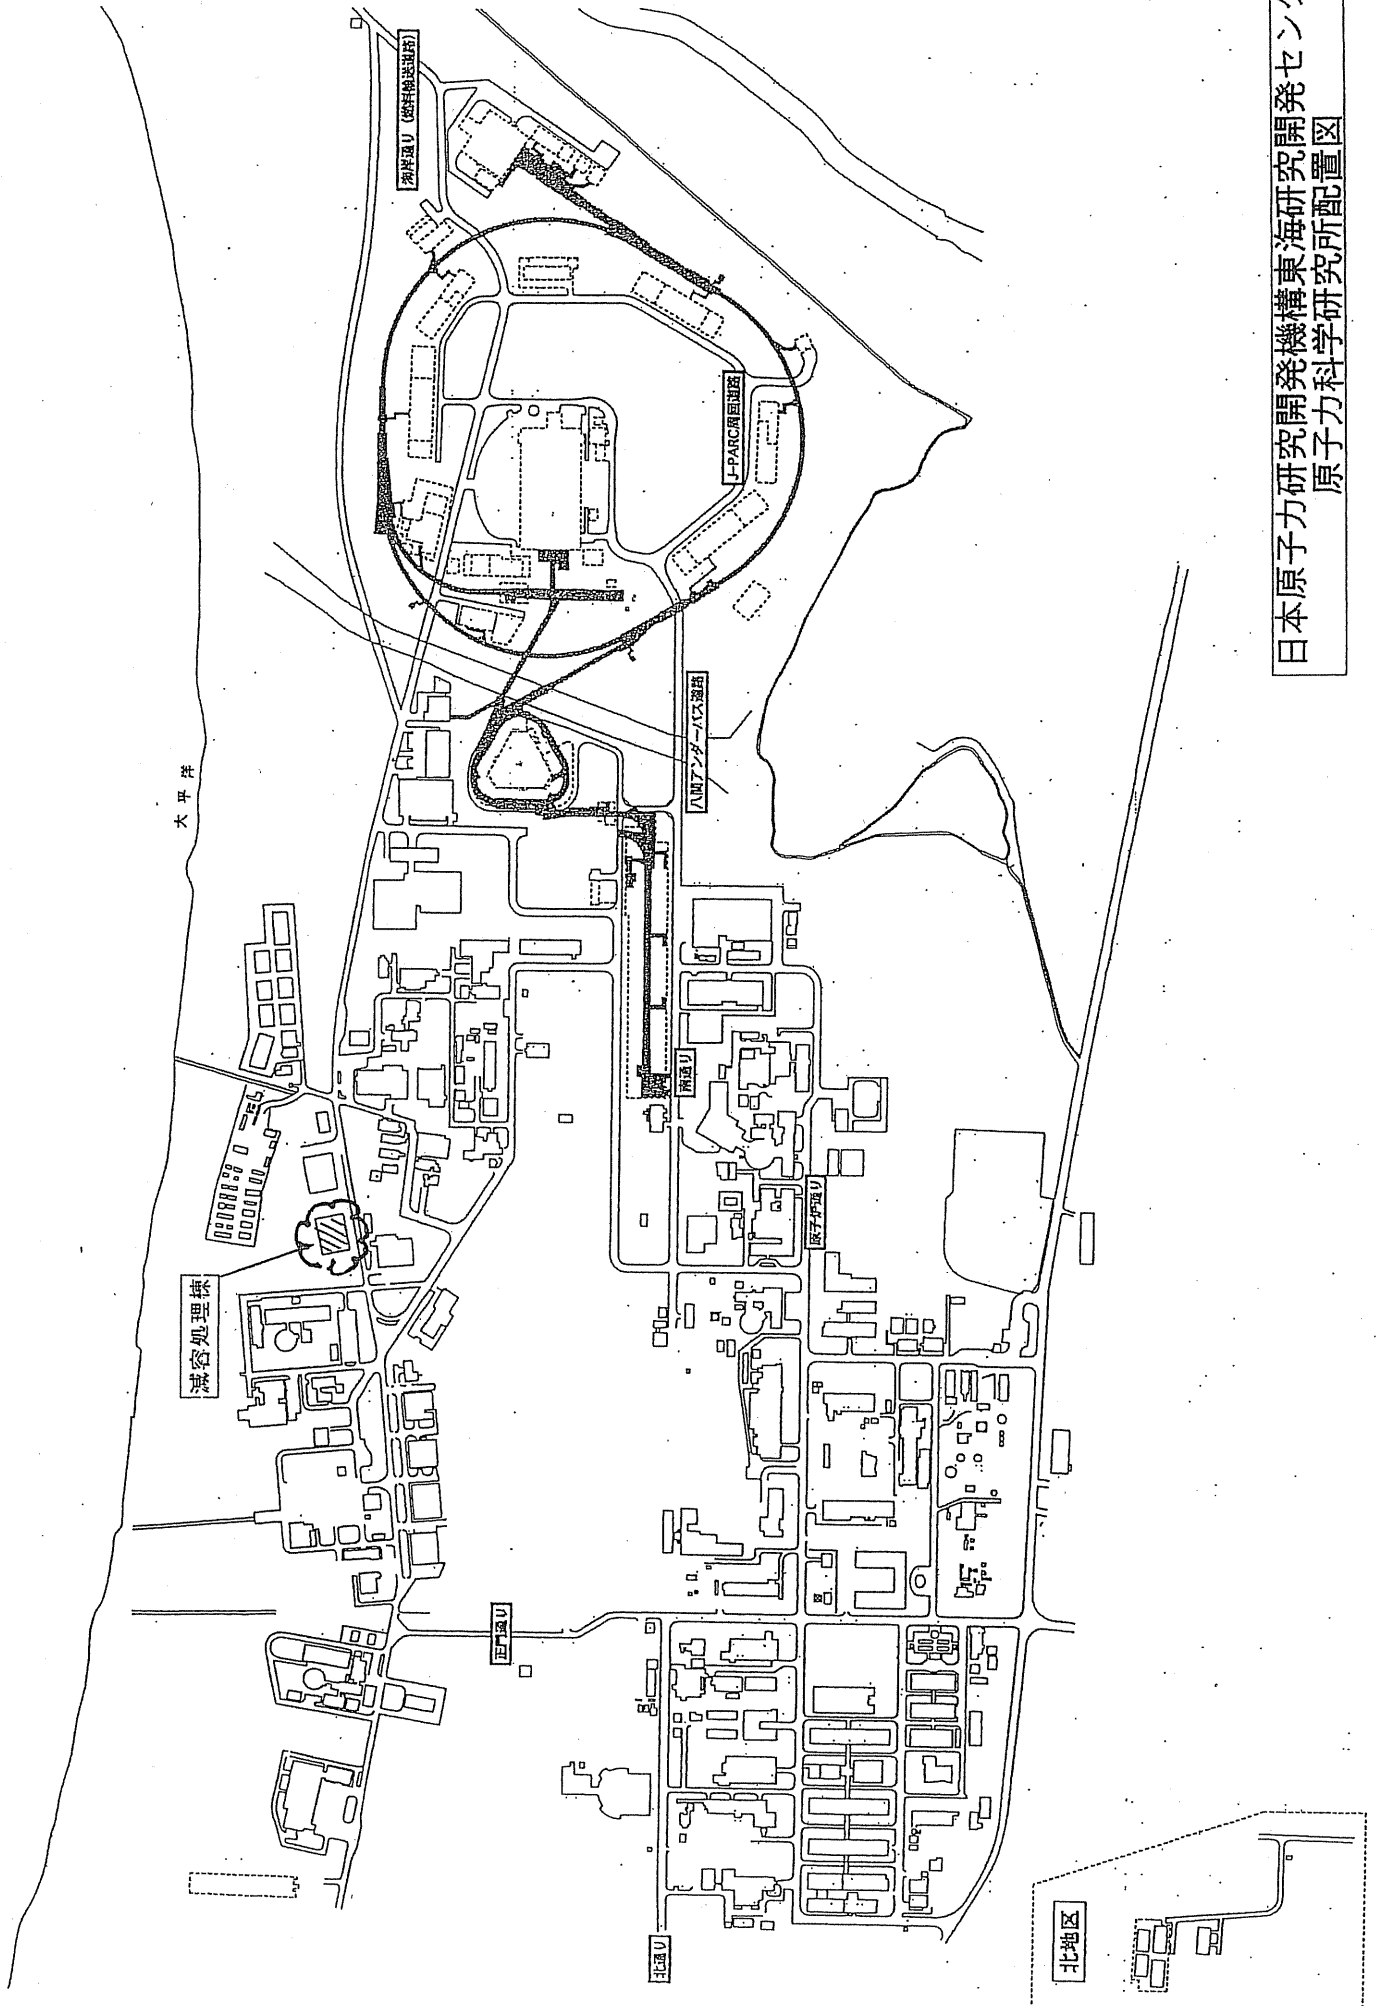 日本原子力研究開発機構東海研究開発セン
原子力科学研究所配置図
海岸通り（燃料輸送道路）
J-PARC周回道路
八間アンダーパス道路
太平洋
南通り
原子炉通り
減容処理棟
正門通り
北通り
北地区